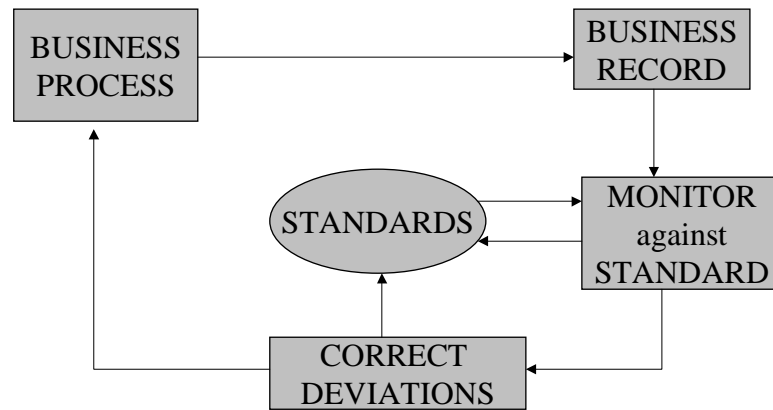 BUSINESS
PROCESS
BUSINESS
RECORD
STANDARDS
MONITOR
against
STANDARD
CORRECT
DEVIATIONS